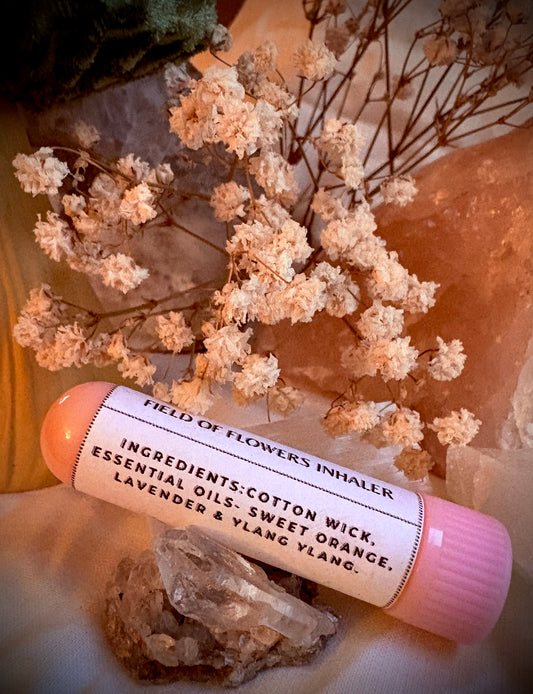 FIELD OF FLOWERS INHALER
INGREDIENTS:COTTON WICK,
ESSENTIAL OILS- SWEET ORANGE,
LAVENDER & YLANG YLANG.